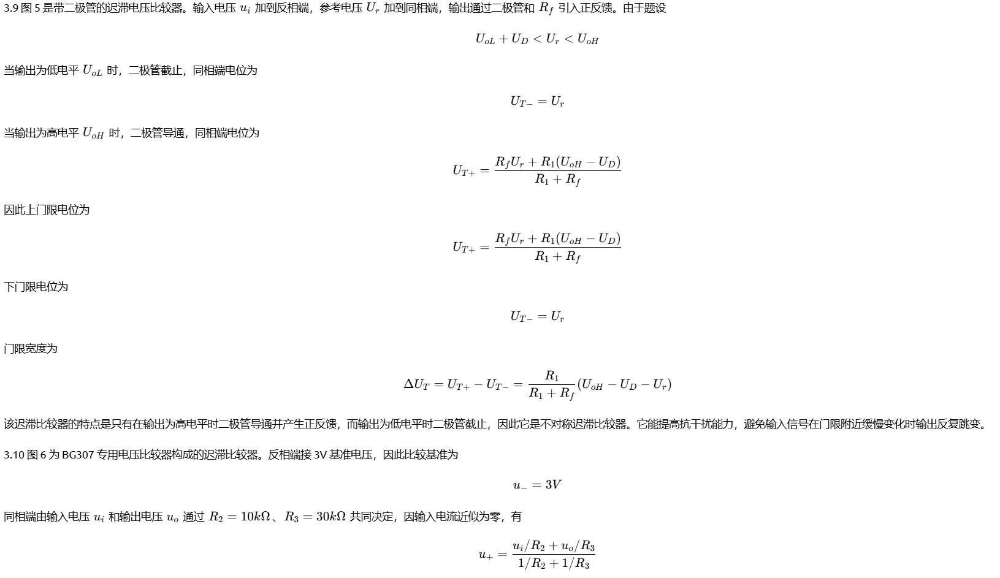 3.9 图 5 是带二极管的迟滞电压比较器。输入电压 $u_i$ 加到反相端，参考电压 $U_r$ 加到同相端，输出通过二极管和 $R_f$ 引入正反馈。由于题设
$U_{oL} + U_D < U_r < U_{oH}$
当输出为低电平 $U_{oL}$ 时，二极管截止，同相端电位为
$U_{T-} = U_r$
当输出为高电平 $U_{oH}$ 时，二极管导通，同相端电位为
$U_{T+} = \frac{R_f U_r + R_1(U_{oH} - U_D)}{R_1 + R_f}$
因此上门限电位为
$U_{T+} = \frac{R_f U_r + R_1(U_{oH} - U_D)}{R_1 + R_f}$
下门限电位为
$U_{T-} = U_r$
门限宽度为
$\Delta U_T = U_{T+} - U_{T-} = \frac{R_1}{R_1 + R_f}(U_{oH} - U_D - U_r)$
该迟滞比较器的特点是只有在输出为高电平时二极管导通并产生正反馈，而输出为低电平时二极管截止，因此它是不对称迟滞比较器。它能提高抗干扰能力，避免输入信号在门限附近缓慢变化时输出反复跳变。
3.10 图 6 为 BG307 专用电压比较器构成的迟滞比较器。反相端接 3V 基准电压，因此比较基准为
$u_- = 3V$
同相端由输入电压 $u_i$ 和输出电压 $u_o$ 通过 $R_2 = 10k\Omega$、$R_3 = 30k\Omega$ 共同决定，因输入电流近似为零，有
$u_+ = \frac{u_i/R_2 + u_o/R_3}{1/R_2 + 1/R_3}$